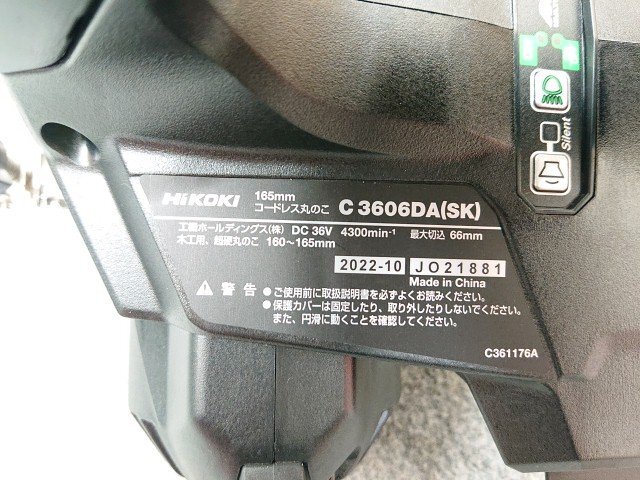 HiKOKI 165mm コードレス丸のこ C 3606DA(SK)
工機ホールディングス(株) DC 36V 4300min⁻¹ 最大切込 66mm
木工用、超硬丸のこ 160～165mm
2022-10 JO21881
Made in China
警告 ●ご使用前に取扱説明書を必ずよくお読みください。
●保護カバーは固定したり、取り外したりしないでください。
また、円滑に動くことを確認してください。
C361176A
Silent